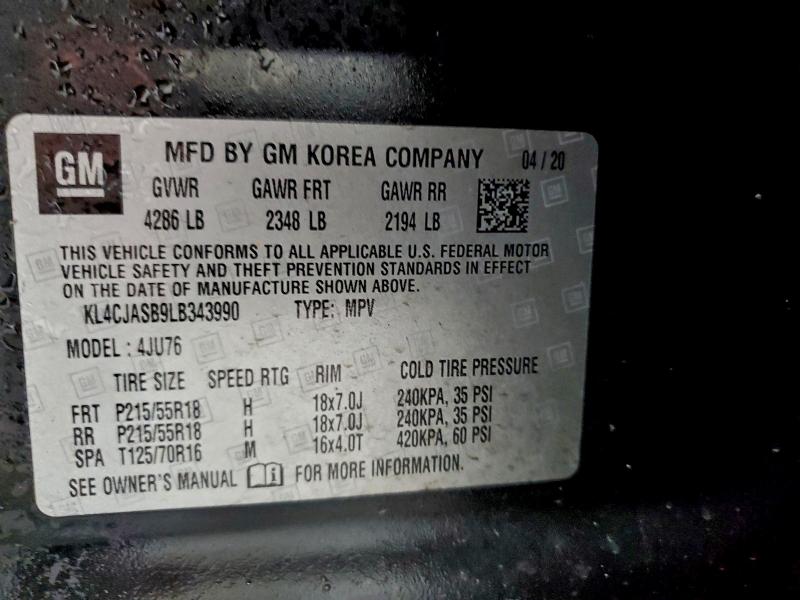 GM
MFD BY GM KOREA COMPANY 04/20
GVWR GAWR FRT GAWR RR
4286 LB 2348 LB 2194 LB
THIS VEHICLE CONFORMS TO ALL APPLICABLE U.S. FEDERAL MOTOR
VEHICLE SAFETY AND THEFT PREVENTION STANDARDS IN EFFECT
ON THE DATE OF MANUFACTURE SHOWN ABOVE.
KL4CJASB9LB343990 TYPE: MPV
MODEL : 4JU76
TIRE SIZE SPEED RTG RIM COLD TIRE PRESSURE
FRT P215/55R18 H 18x7.0J 240KPA, 35 PSI
RR P215/55R18 H 18x7.0J 240KPA, 35 PSI
SPA T125/70R16 M 16x4.0T 420KPA, 60 PSI
SEE OWNER'S MANUAL i FOR MORE INFORMATION.